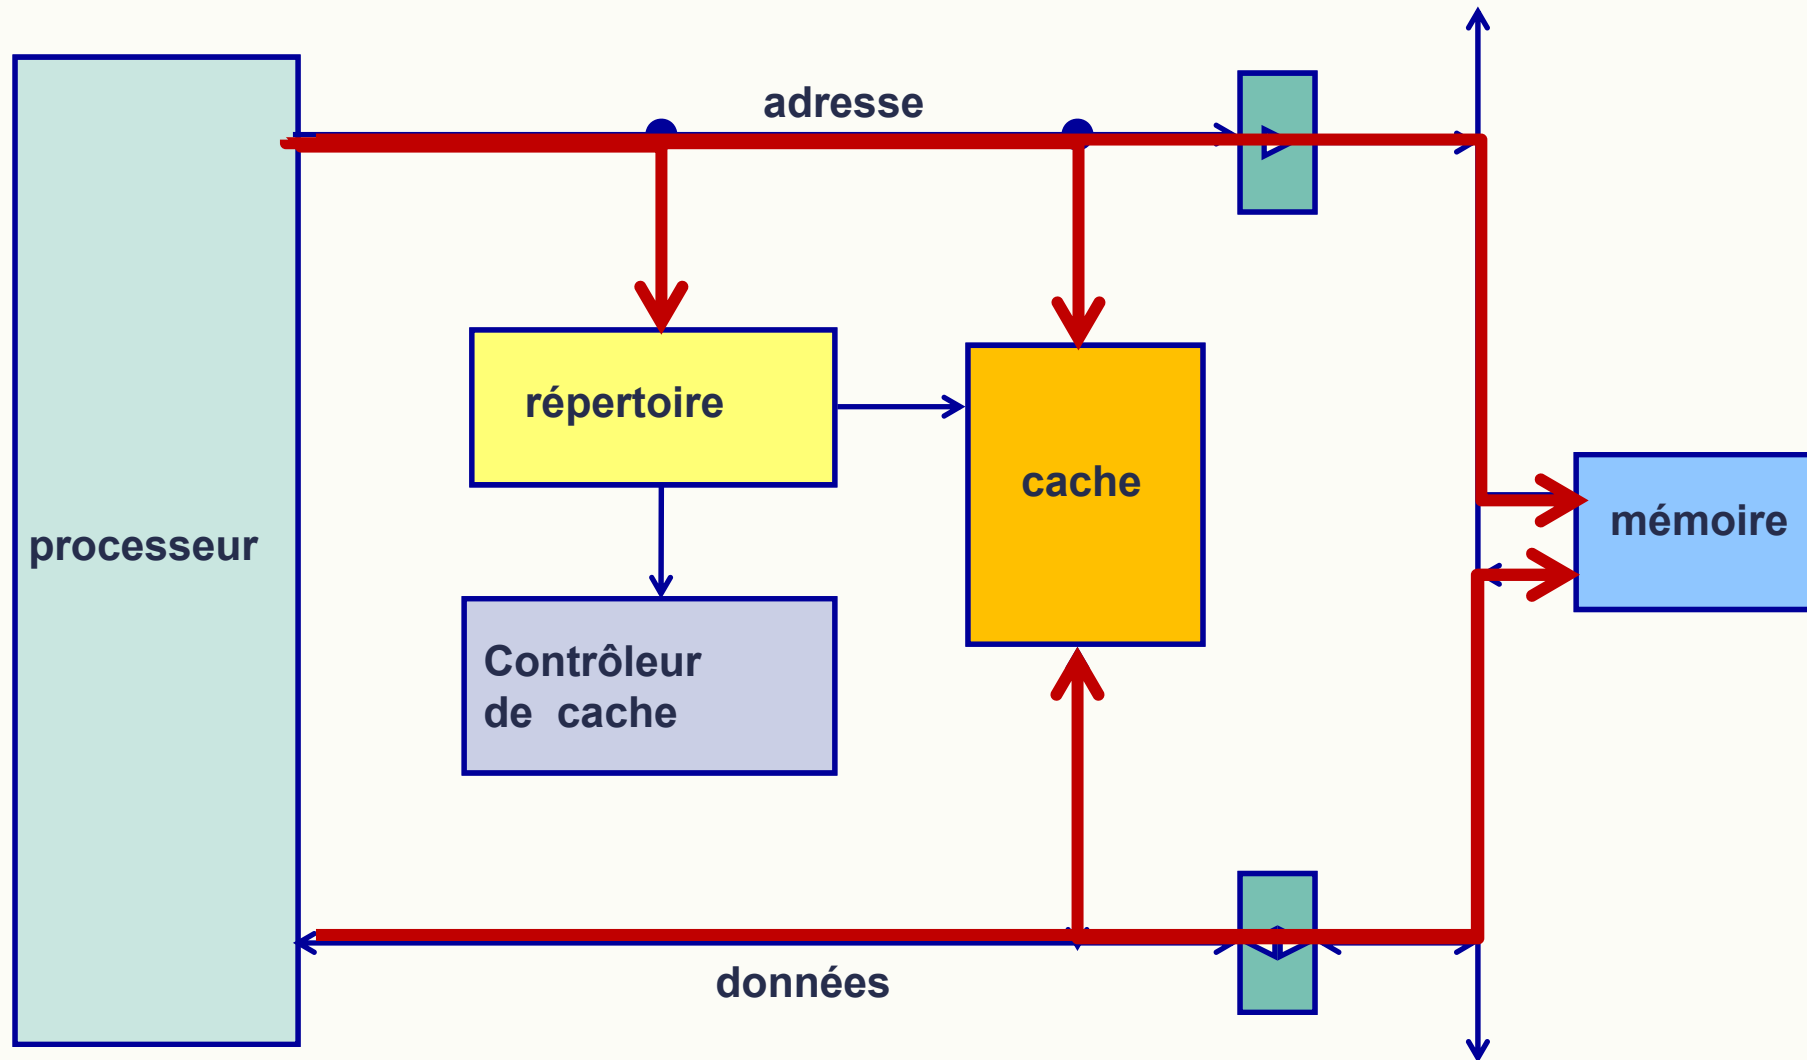 adresse
répertoire
cache
mémoire
processeur
Contrôleur
de cache
données